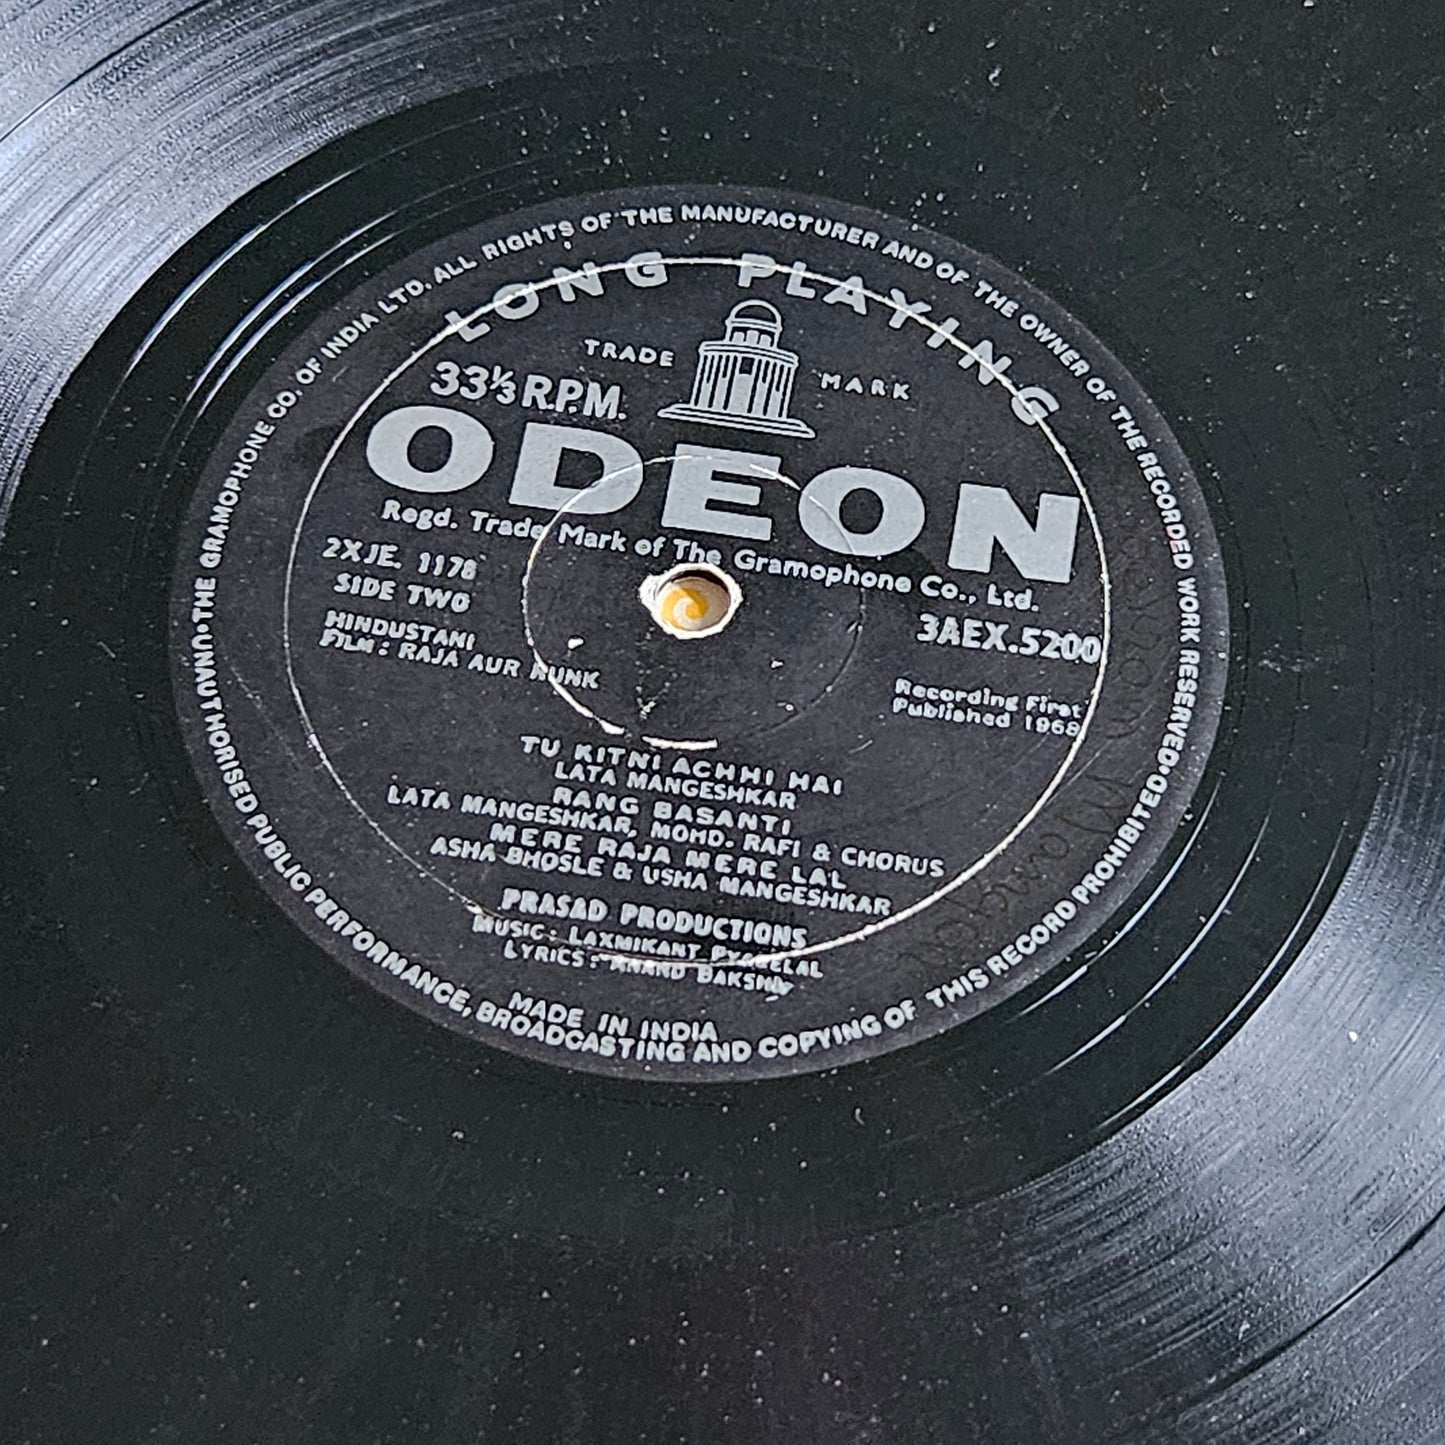 THE GRAMOPHONE CO. OF INDIA LTD. ALL RIGHTS OF THE MANUFACTURER AND OF THE OWNER OF THE RECORDED WORK RESERVED • UNAUTHORISED PUBLIC PERFORMANCE, BROADCASTING AND COPYING OF THIS RECORD PROHIBITED •
LONG PLAYING
TRADE MARK
33⅓ R.P.M.
ODEON
Regd. Trade Mark of The Gramophone Co., Ltd.
2XJE. 1178
SIDE TWO
3AEX.5200
HINDUSTANI
FILM : RAJA AUR RUNK
Recording First
Published 1968
TU KITNI ACHHI HAI
LATA MANGESHKAR
RANG BASANTI
LATA MANGESHKAR, MOHD. RAFI & CHORUS
MERE RAJA MERE LAL
ASHA BHOSLE & USHA MANGESHKAR
PRASAD PRODUCTIONS
MUSIC : LAXMIKANT PYARELAL
LYRICS : ANAND BAKSHI
MADE IN INDIA